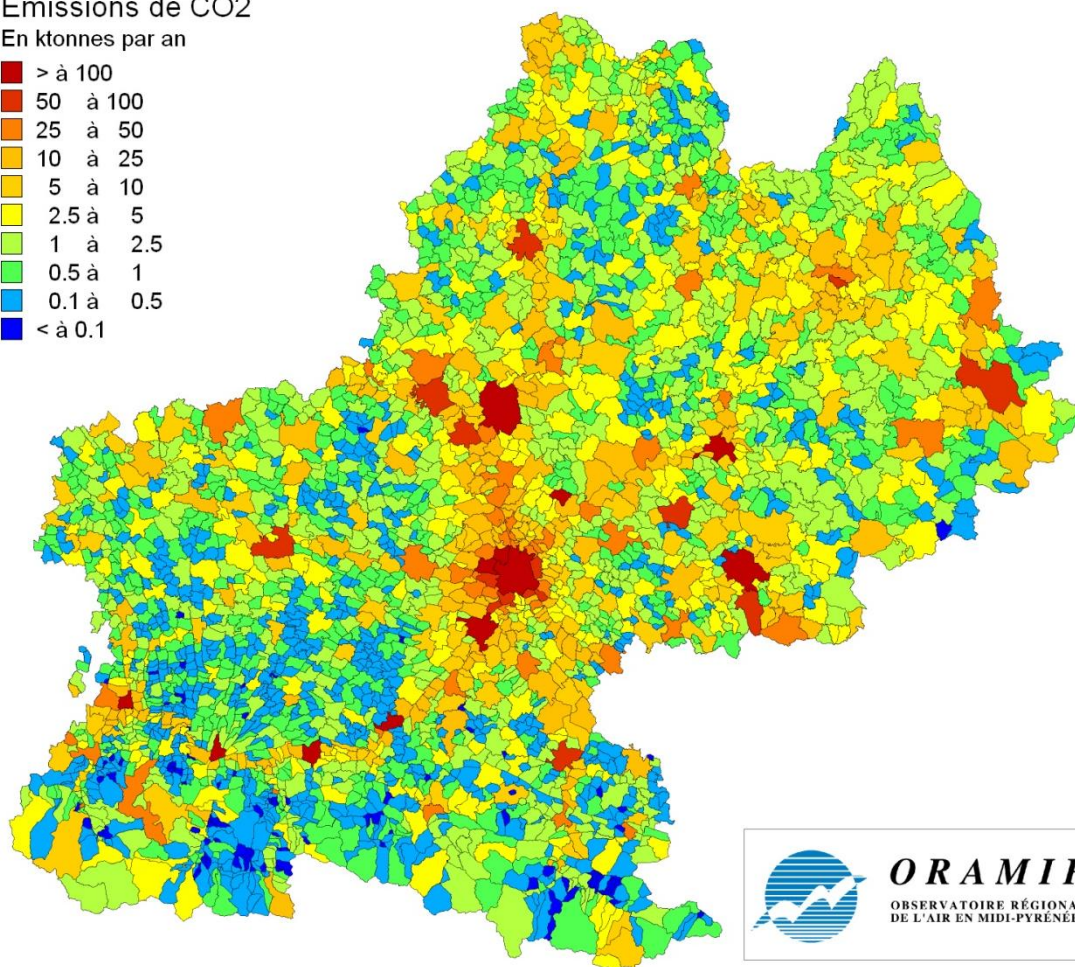 Emissions de CO2
En ktonnes par an
> à 100
50 à 100
25 à 50
10 à 25
5 à 10
2.5 à 5
1 à 2.5
0.5 à 1
0.1 à 0.5
< à 0.1
ORAMI
OBSERVATOIRE RÉGIONA
DE L'AIR EN MIDI-PYRÉNÉ